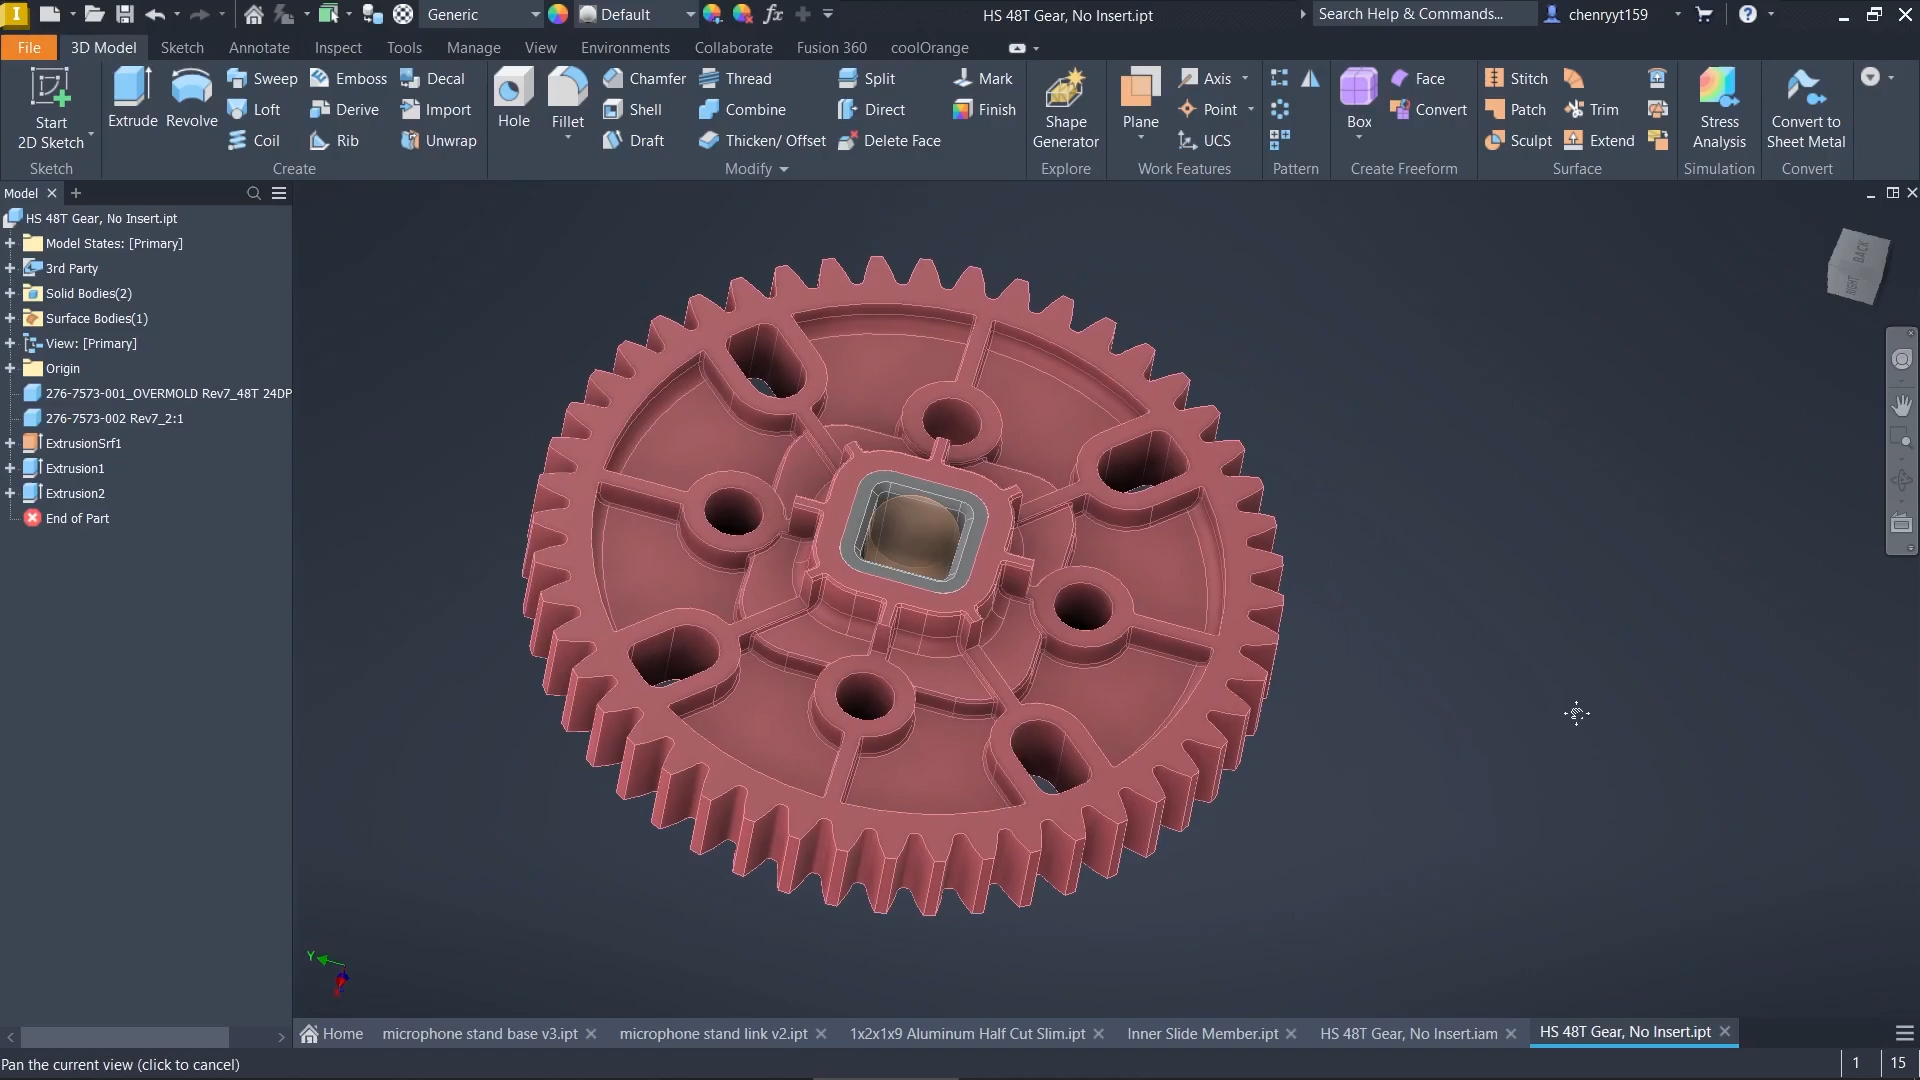 I
Generic
Default
fx
HS 48T Gear, No Insert.ipt
Search Help & Commands...
chenryyt159
?
File
3D Model
Sketch
Annotate
Inspect
Tools
Manage
View
Environments
Collaborate
Fusion 360
coolOrange
Start
2D Sketch
Sketch
Extrude
Revolve
Sweep
Loft
Coil
Emboss
Derive
Rib
Decal
Import
Unwrap
Create
Hole
Fillet
Chamfer
Shell
Draft
Thread
Combine
Thicken/ Offset
Split
Direct
Delete Face
Mark
Finish
Modify
Shape
Generator
Explore
Plane
Axis
Point
UCS
Work Features
Pattern
Box
Face
Convert
Create Freeform
Stitch
Patch
Sculpt
Trim
Extend
Surface
Stress
Analysis
Simulation
Convert to
Sheet Metal
Convert
Model
HS 48T Gear, No Insert.ipt
Model States: [Primary]
3rd Party
Solid Bodies(2)
Surface Bodies(1)
View: [Primary]
Origin
276-7573-001_OVERMOLD Rev7_48T 24DP
276-7573-002 Rev7_2:1
ExtrusionSrf1
Extrusion1
Extrusion2
End of Part
BACK
RIGHT
Y
Home
microphone stand base v3.ipt
microphone stand link v2.ipt
1x2x1x9 Aluminum Half Cut Slim.ipt
Inner Slide Member.ipt
HS 48T Gear, No Insert.iam
HS 48T Gear, No Insert.ipt
Pan the current view (click to cancel)
1
15